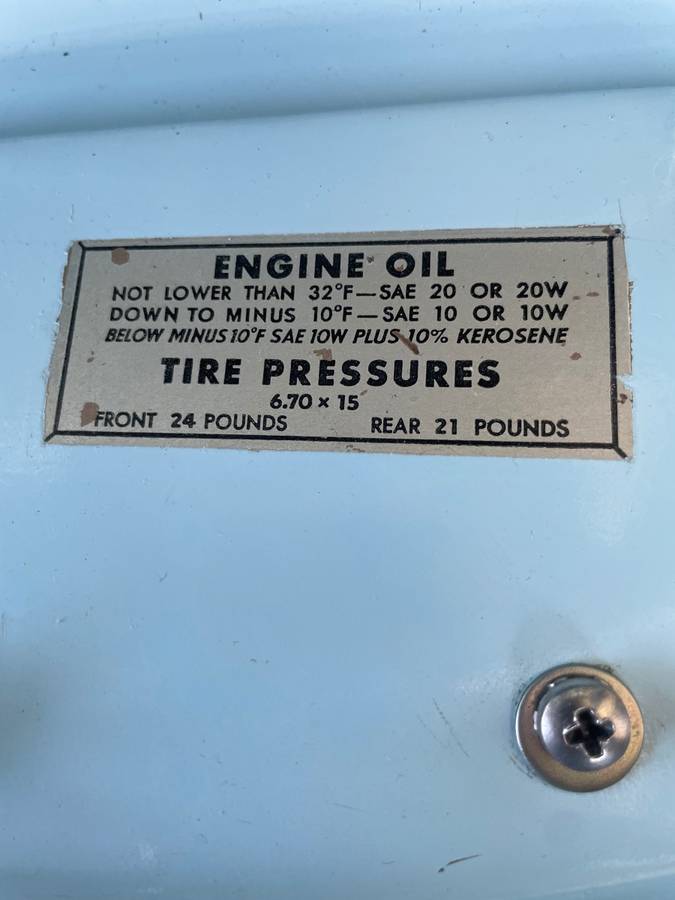 ENGINE OIL
NOT LOWER THAN 32°F—SAE 20 OR 20W
DOWN TO MINUS 10°F—SAE 10 OR 10W
BELOW MINUS 10°F SAE 10W PLUS 10% KEROSENE
TIRE PRESSURES
6.70 × 15
FRONT 24 POUNDS REAR 21 POUNDS